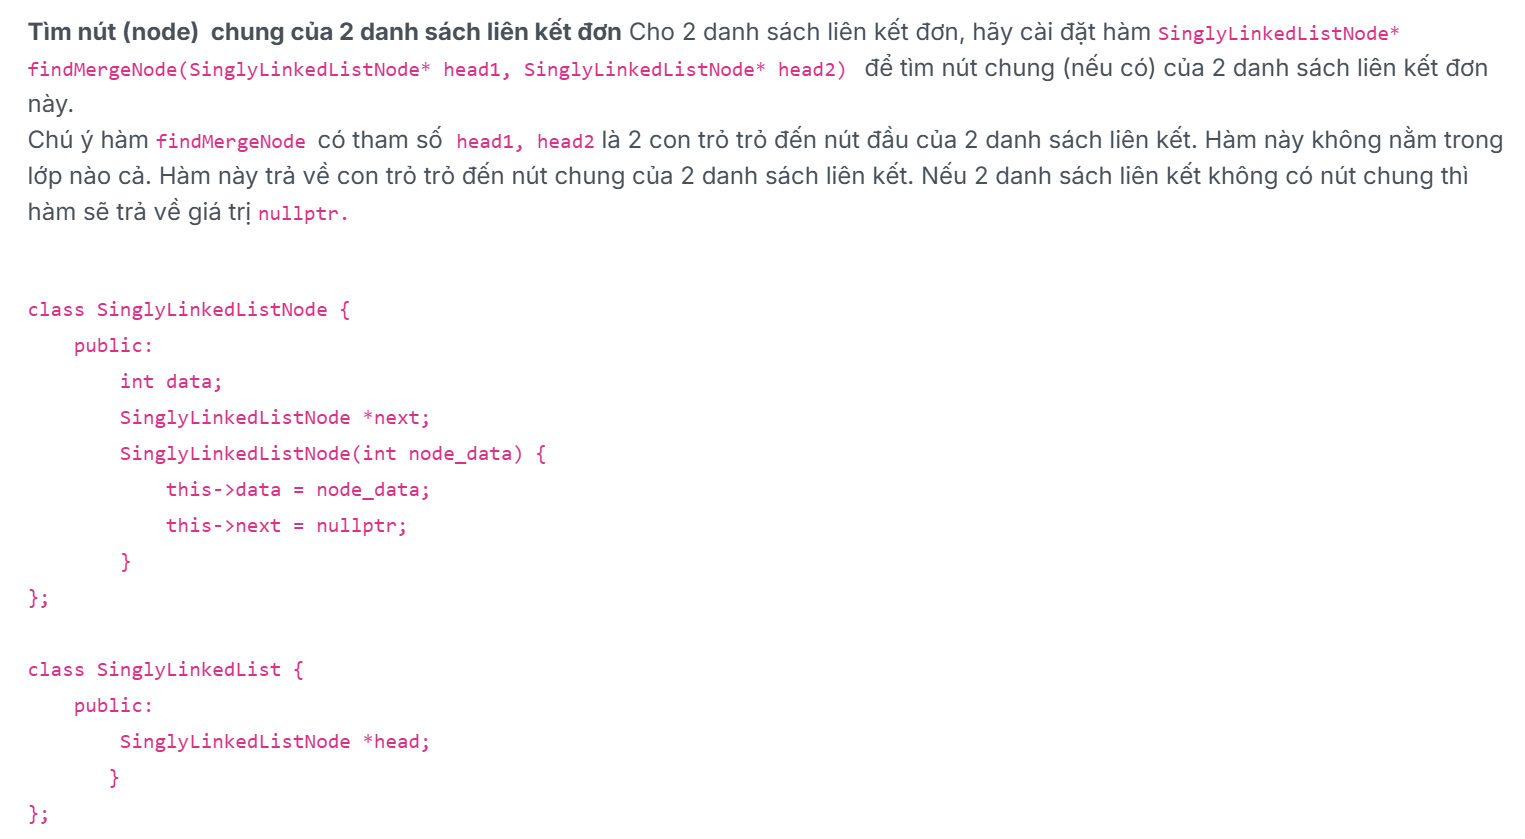 Tìm nút (node)  chung của 2 danh sách liên kết đơn Cho 2 danh sách liên kết đơn, hãy cài đặt hàm SinglyLinkedListNode*
findMergeNode(SinglyLinkedListNode* head1, SinglyLinkedListNode* head2)  để tìm nút chung (nếu có) của 2 danh sách liên kết đơn
này.
Chú ý hàm findMergeNode  có tham số  head1, head2 là 2 con trỏ trỏ đến nút đầu của 2 danh sách liên kết. Hàm này không nằm trong
lớp nào cả. Hàm này trả về con trỏ trỏ đến nút chung của 2 danh sách liên kết. Nếu 2 danh sách liên kết không có nút chung thì
hàm sẽ trả về giá trị nullptr.
class SinglyLinkedListNode {
    public:
        int data;
        SinglyLinkedListNode *next;
        SinglyLinkedListNode(int node_data) {
            this->data = node_data;
            this->next = nullptr;
        }
};
class SinglyLinkedList {
    public:
        SinglyLinkedListNode *head;
       }
};